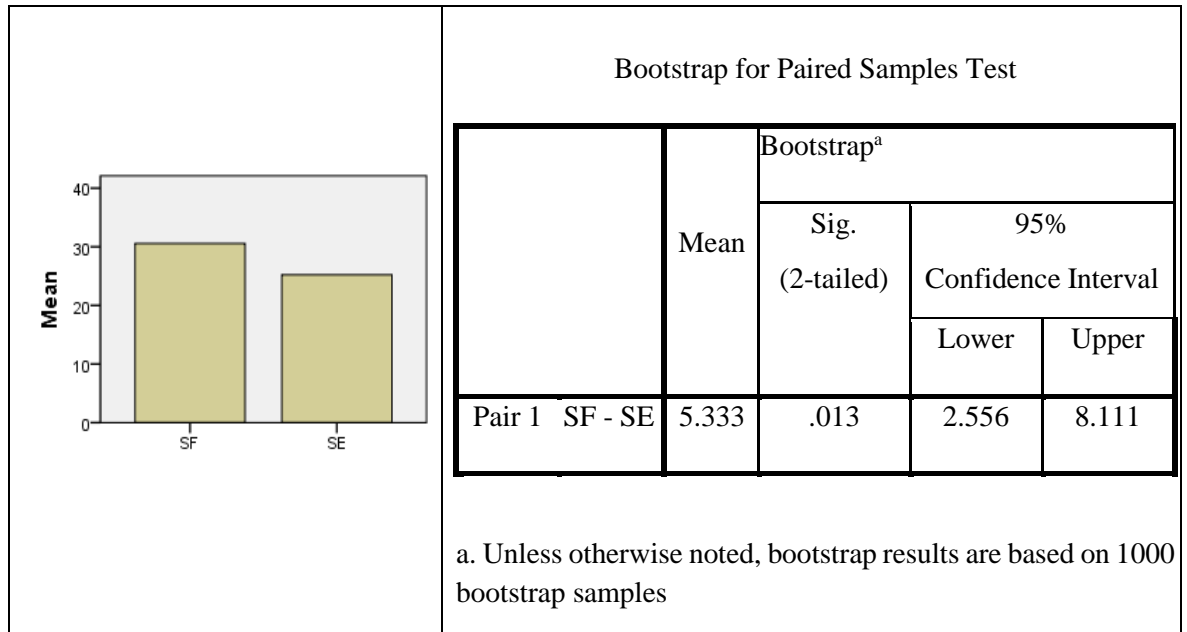 40
30
20
10
0
Mean
SF
SE
Bootstrap for Paired Samples Test
Mean
Bootstrapᵃ
Sig.
(2-tailed)
95%
Confidence Interval
Lower
Upper
Pair 1 SF - SE 5.333 .013 2.556 8.111
a. Unless otherwise noted, bootstrap results are based on 1000
bootstrap samples